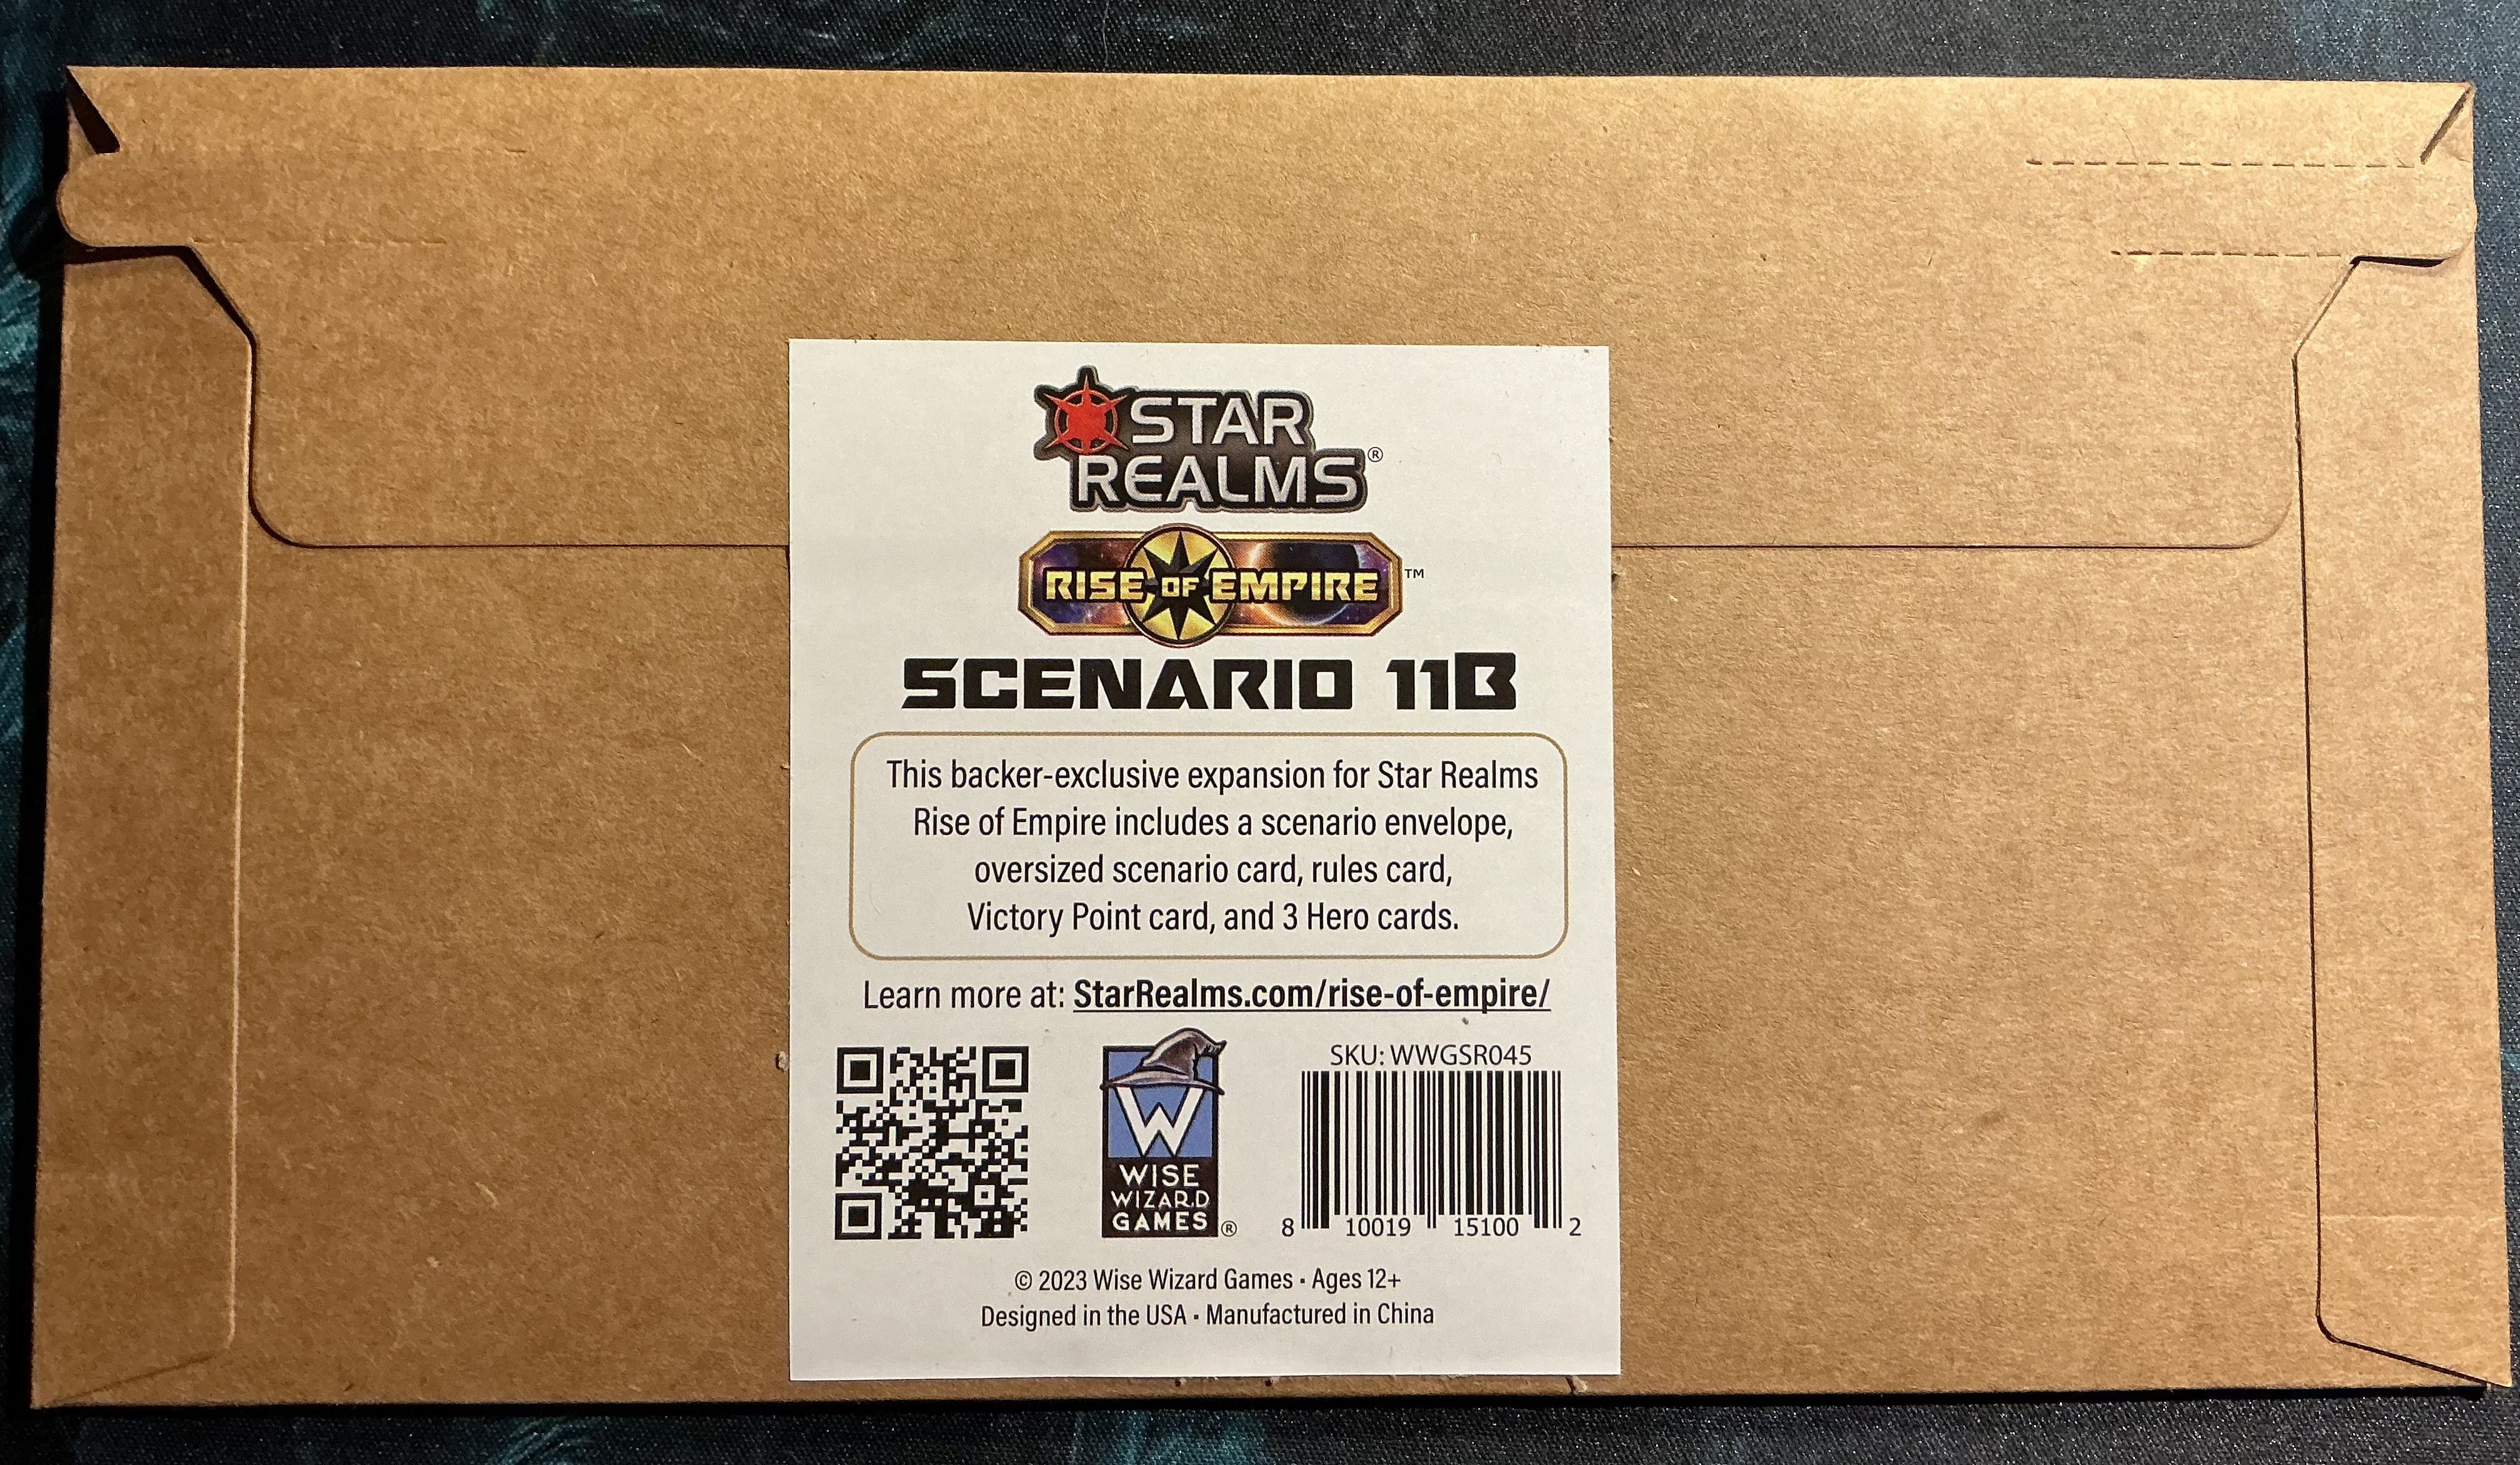 STAR
REALMS®
RISE OF EMPIRE™
SCENARIO 11B
This backer-exclusive expansion for Star Realms
Rise of Empire includes a scenario envelope,
oversized scenario card, rules card,
Victory Point card, and 3 Hero cards.
Learn more at: StarRealms.com/rise-of-empire/
W
WISE
WIZARD
GAMES®
SKU: WWGSR045
8 10019 15100 2
© 2023 Wise Wizard Games ▪ Ages 12+
Designed in the USA ▪ Manufactured in China